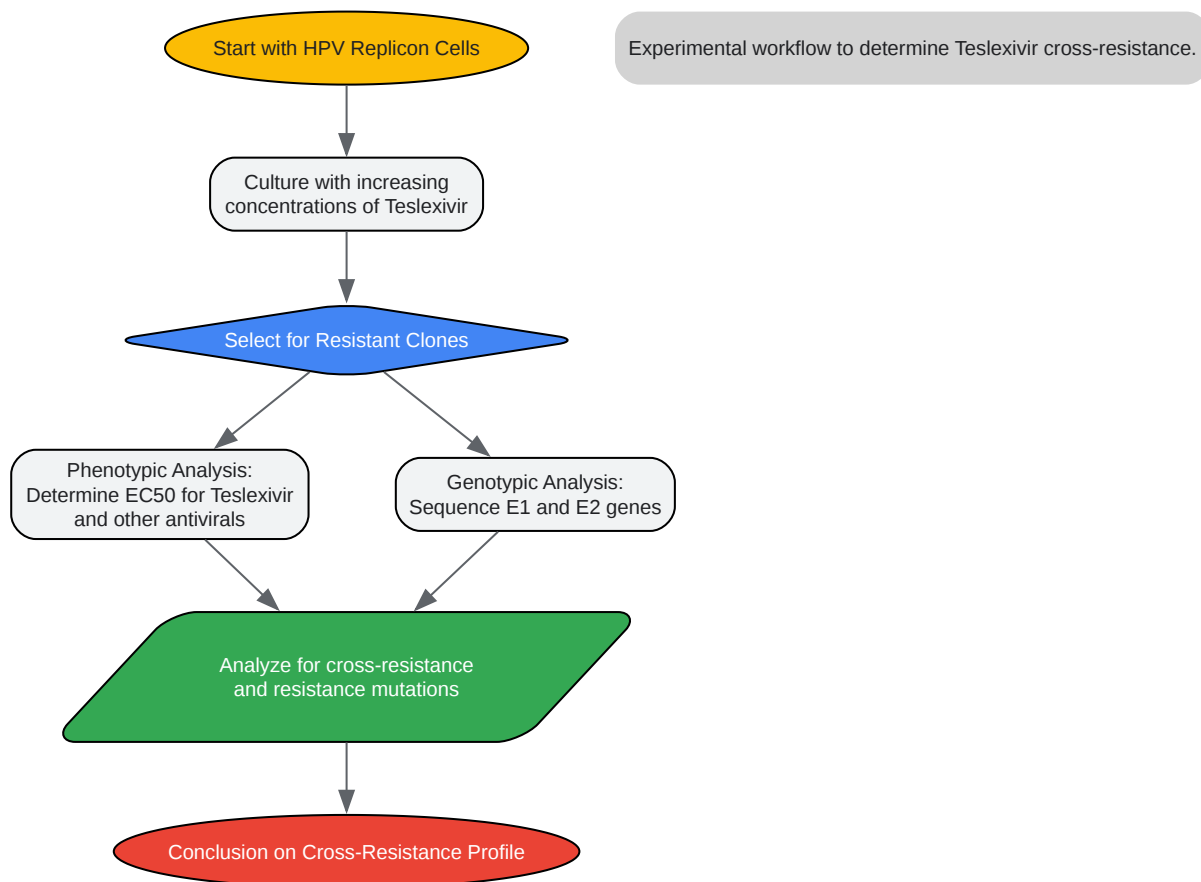 Start with HPV Replicon Cells
Experimental workflow to determine Teslexivir cross-resistance.
Culture with increasing
concentrations of Teslexivir
Select for Resistant Clones
Phenotypic Analysis:
Determine EC50 for Teslexivir
and other antivirals
Genotypic Analysis:
Sequence E1 and E2 genes
Analyze for cross-resistance
and resistance mutations
Conclusion on Cross-Resistance Profile